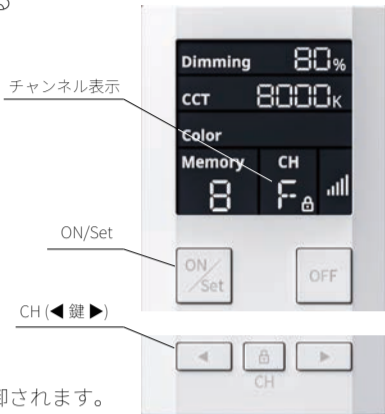 る
Dimming 80%
チャンネル表示
CCT 8000K
Color
Memory CH
8 F
ON/Set
ON/Set OFF
CH (◀ 鍵 ▶)
◀ ▶
CH
御されます。